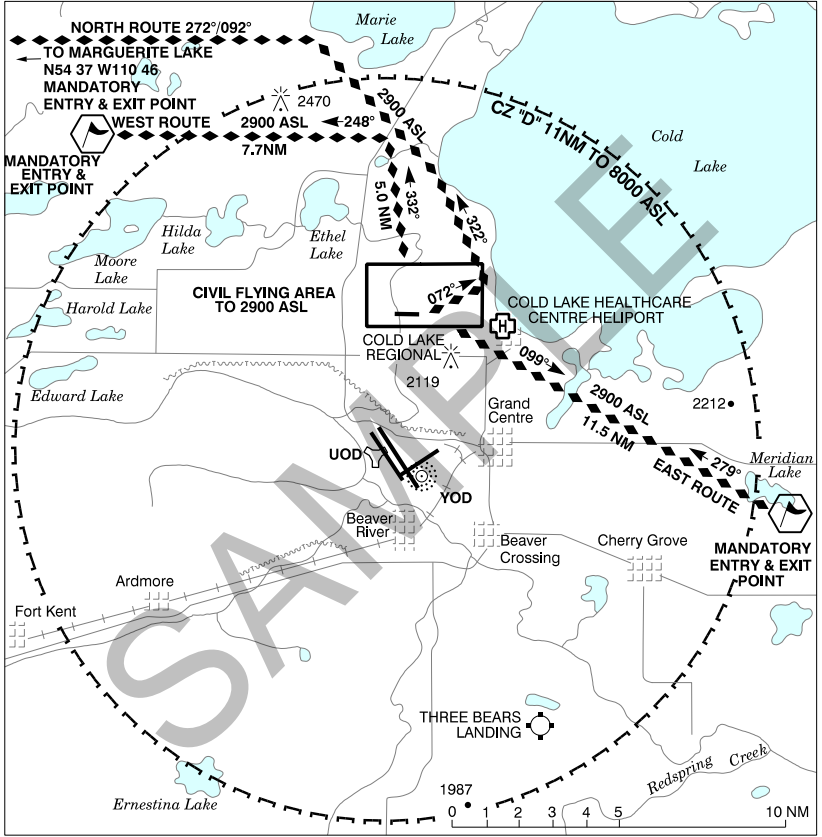 NORTH ROUTE 272°/092°
TO MARGUERITE LAKE
N54 37 W110 46
MANDATORY
ENTRY & EXIT POINT
WEST ROUTE
2470
2900 ASL
248°
7.7NM
MANDATORY
ENTRY &
EXIT POINT
Marie
Lake
2900 ASL
CZ "D" 11NM TO 8000 ASL
Cold
Lake
5.0 NM
332°
322°
Hilda
Lake
Ethel
Lake
Moore
Lake
Harold Lake
CIVIL FLYING AREA
TO 2900 ASL
072°
H
COLD LAKE HEALTHCARE
CENTRE HELIPORT
COLD LAKE
REGIONAL
2119
099°
Edward Lake
Grand
Centre
2900 ASL
11.5 NM
2212
279°
EAST ROUTE
Meridian
Lake
UOD
YOD
MANDATORY
ENTRY & EXIT
POINT
Beaver
River
Beaver
Crossing
Cherry Grove
Ardmore
Fort Kent
THREE BEARS
LANDING
Redspring Creek
Ernestina Lake
1987
0 1 2 3 4 5 10 NM
SAMPLE